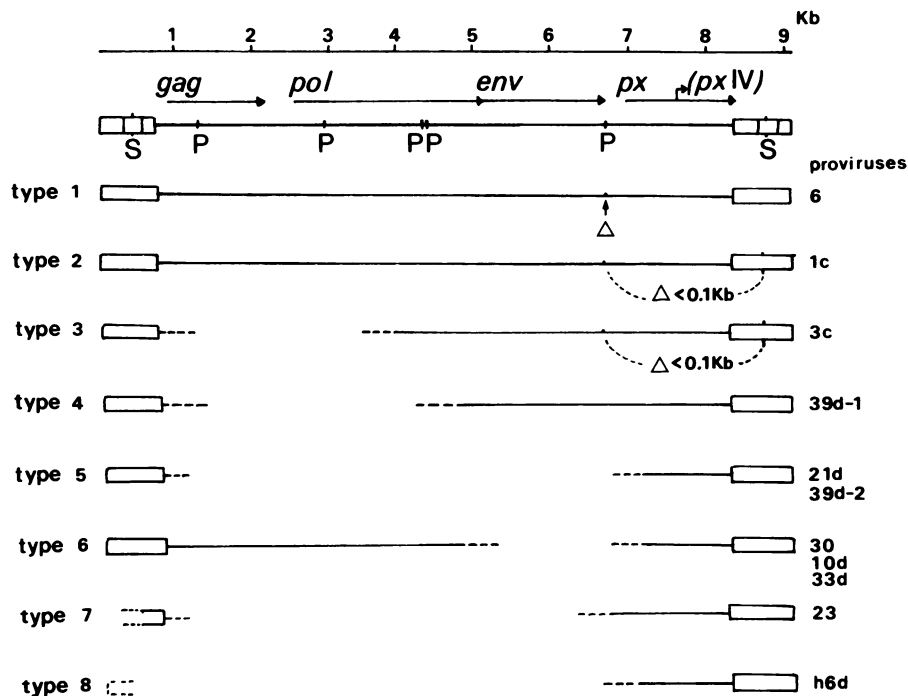 Kb
1 2 3 4 5 6 7 8 9
gag pol env px (px IV)
S P P PP P S
proviruses
type 1 6
Δ
type 2 1c
Δ <0.1Kb
type 3 3c
Δ <0.1Kb
type 4 39d-1
type 5 21d
39d-2
type 6 30
10d
33d
type 7 23
type 8 h6d